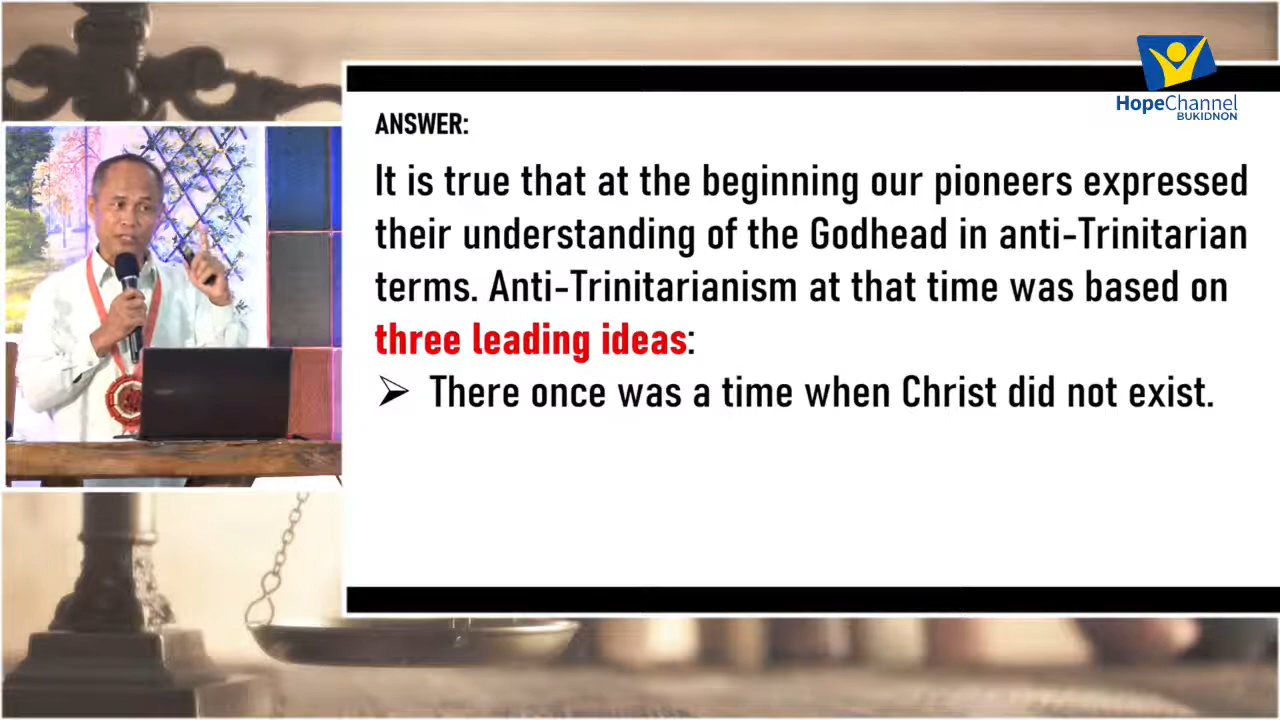 HopeChannel
BUKIDNON
ANSWER:
It is true that at the beginning our pioneers expressed
their understanding of the Godhead in anti-Trinitarian
terms. Anti-Trinitarianism at that time was based on
three leading ideas:
➢ There once was a time when Christ did not exist.